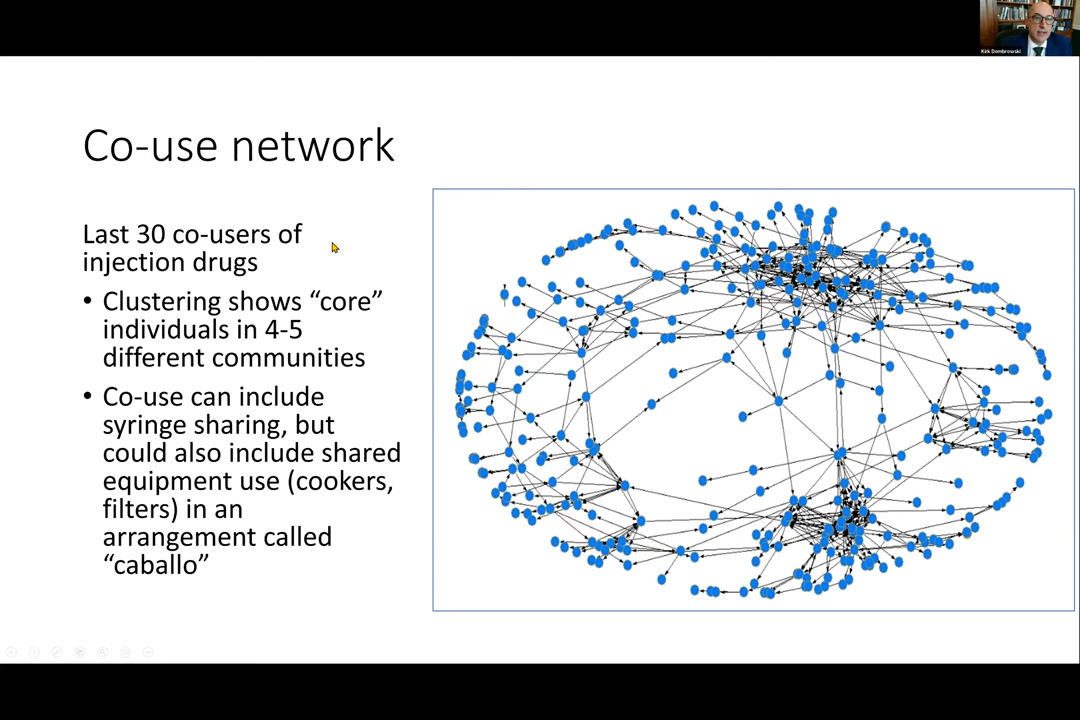 Kirk Dombrowski
Co-use network
Last 30 co-users of
injection drugs
• Clustering shows “core”
individuals in 4-5
different communities
• Co-use can include
syringe sharing, but
could also include shared
equipment use (cookers,
filters) in an
arrangement called
“caballo”